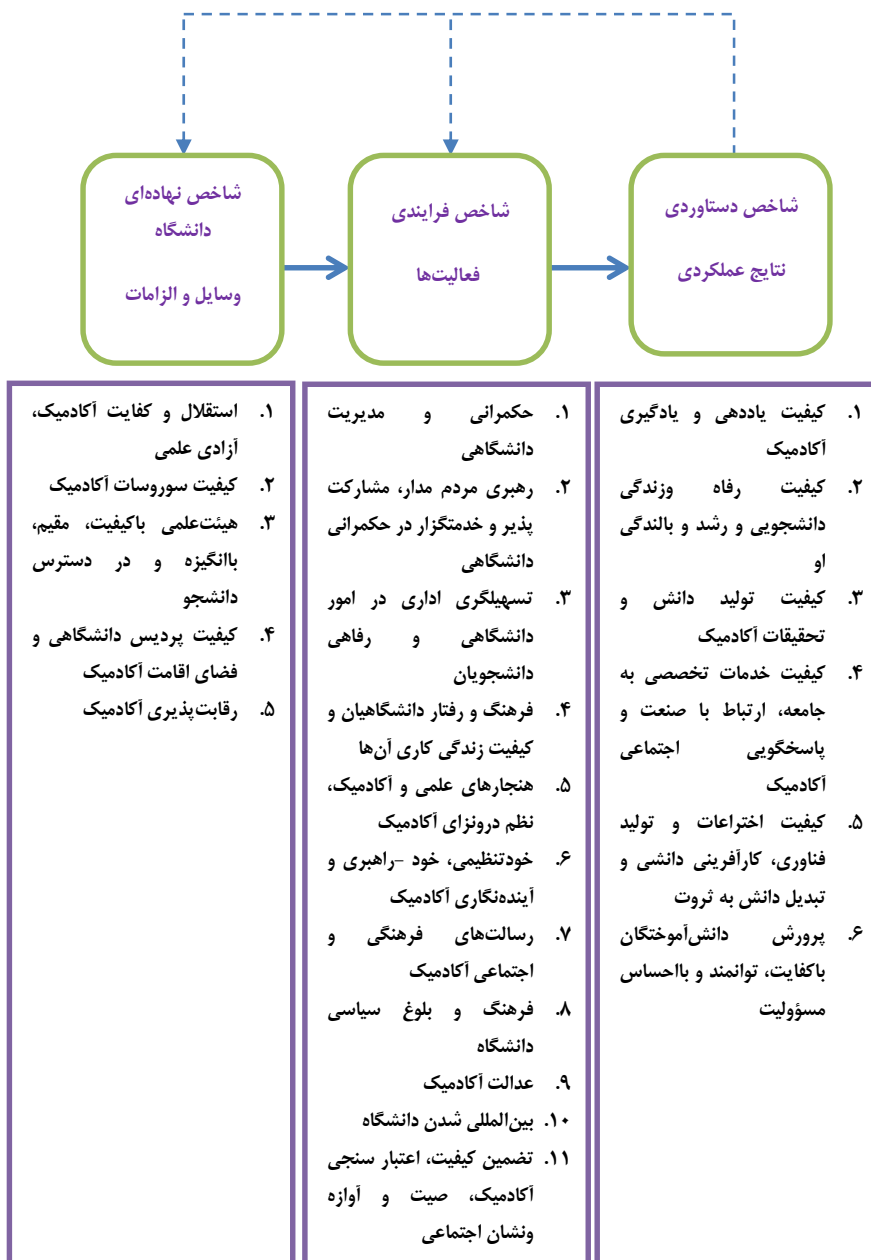 شاخص نهاده‌ای
دانشگاه
وسایل و الزامات
شاخص فرایندی
فعالیت‌ها
شاخص دستاوردی
نتایج عملکردی
۱. استقلال و کفایت آکادمیک،
آزادی علمی
۲. کیفیت سوروسات آکادمیک
۳. هیئت‌علمی باکیفیت، مقیم،
باانگیزه و در دسترس
دانشجو
۴. کیفیت پردیس دانشگاهی و
فضای اقامت آکادمیک
۵. رقابت‌پذیری آکادمیک
۱. حکمرانی و مدیریت
دانشگاهی
۲. رهبری مردم مدار، مشارکت
پذیر و خدمتگزار در حکمرانی
دانشگاهی
۳. تسهیلگری اداری در امور
دانشگاهی و رفاهی
دانشجویان
۴. فرهنگ و رفتار دانشگاهیان و
کیفیت زندگی کاری آن‌ها
۵. هنجارهای علمی و آکادمیک،
نظم درونزای آکادمیک
۶. خودتنظیمی، خود -راهبری و
آینده‌نگاری آکادمیک
۷. رسالت‌های فرهنگی و
اجتماعی آکادمیک
۸. فرهنگ و بلوغ سیاسی
دانشگاه
۹. عدالت آکادمیک
۱۰. بین‌المللی شدن دانشگاه
۱۱. تضمین کیفیت، اعتبار سنجی
آکادمیک، صیت و آوازه
ونشان اجتماعی
۱. کیفیت یاددهی و یادگیری
آکادمیک
۲. کیفیت رفاه وزندگی
دانشجویی و رشد و بالندگی
او
۳. کیفیت تولید دانش و
تحقیقات آکادمیک
۴. کیفیت خدمات تخصصی به
جامعه، ارتباط با صنعت و
پاسخگویی اجتماعی
آکادمیک
۵. کیفیت اختراعات و تولید
فناوری، کارآفرینی دانشی و
تبدیل دانش به ثروت
۶. پرورش دانش‌آموختگان
باکفایت، توانمند و بااحساس
مسؤولیت